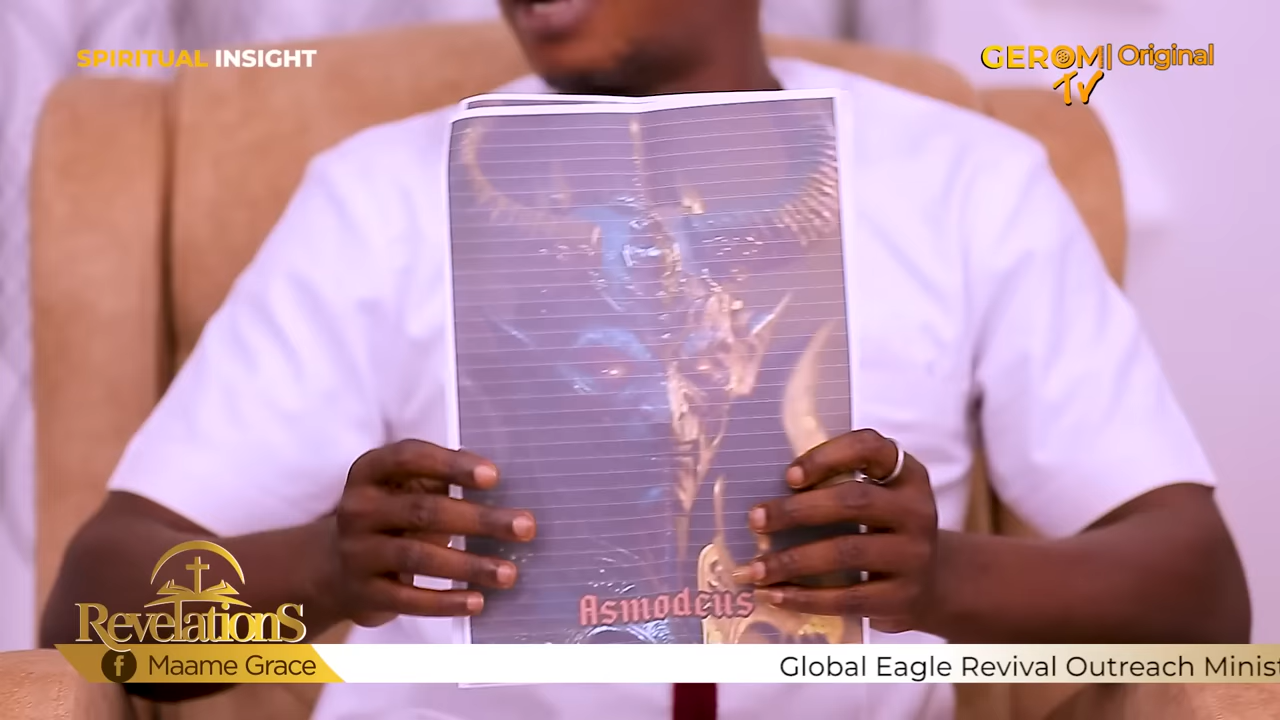 SPIRITUAL INSIGHT
GEROM TV | Original
Asmodeus
Revelations
Maame Grace
Global Eagle Revival Outreach Minist